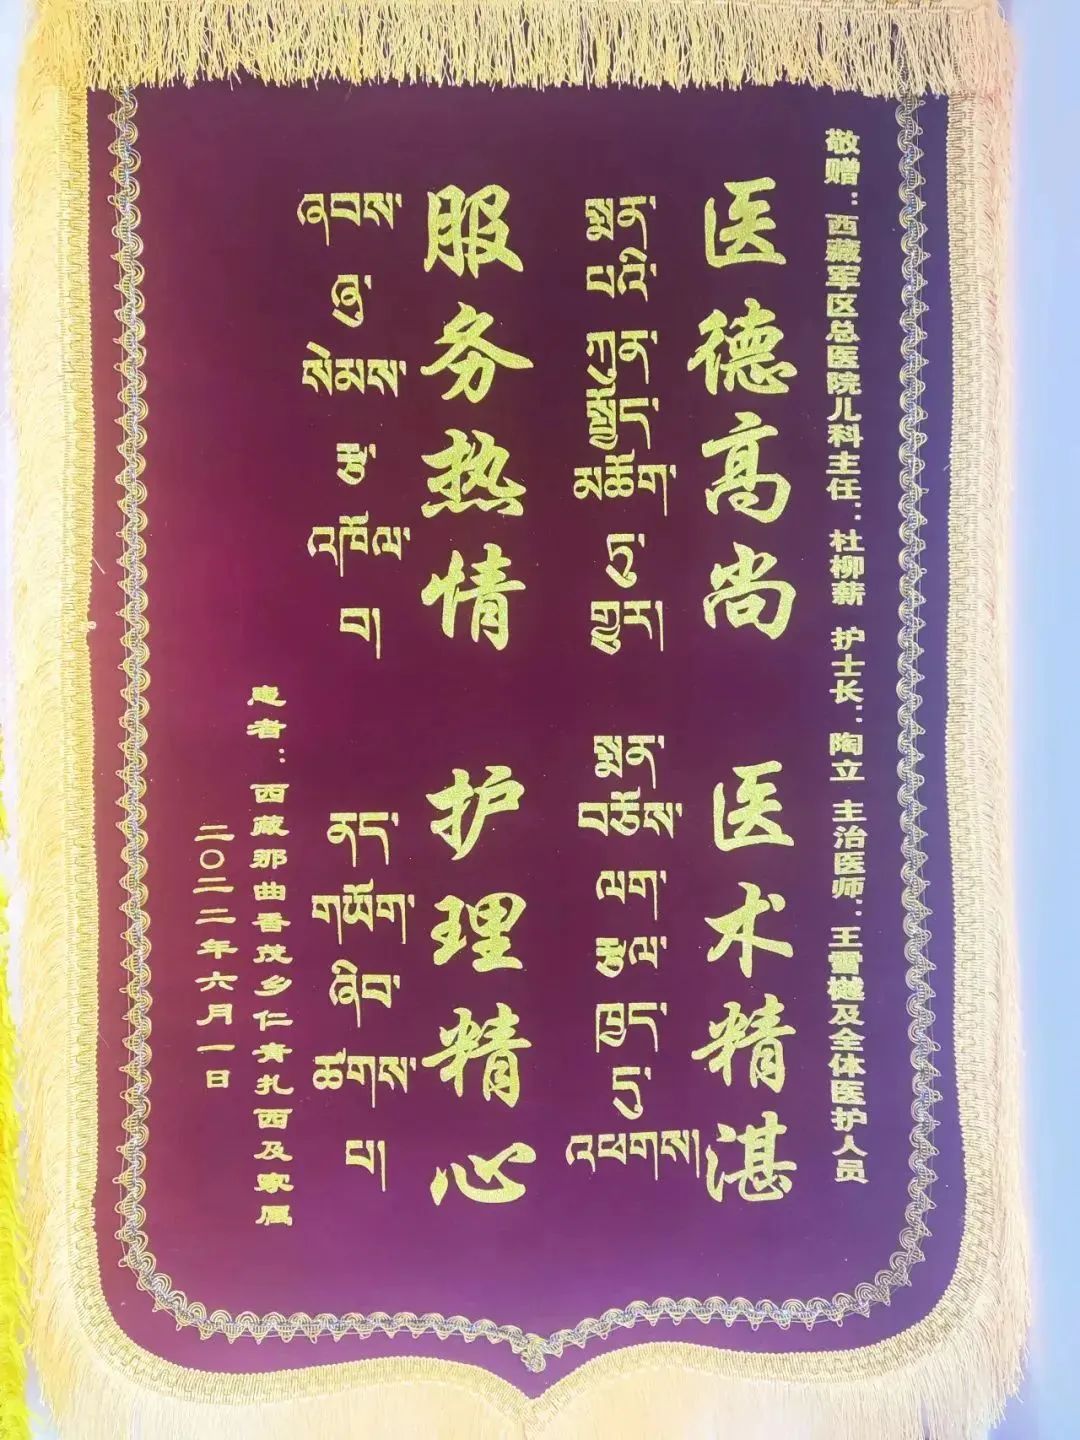 敬赠：西藏军区总医院儿科主任：杜柳薪 护士长：陶立 主治医师：王雪樾及全体医护人员
医德高尚 医术精湛
སྨན་པའི་ཀུན་སྤྱོད་མཆོག་ཏུ་གྱུར། སྨན་བཅོས་ལག་རྩལ་ཁྱད་དུ་འཕགས།
服务热情 护理精心
ཞབས་ཞུ་སེམས་རྩ་འཁོལ་བ། ནད་གཡོག་ཞིབ་ཚགས་པ།
患者：西藏那曲香茂乡仁青扎西及家属
二〇二二年六月一日